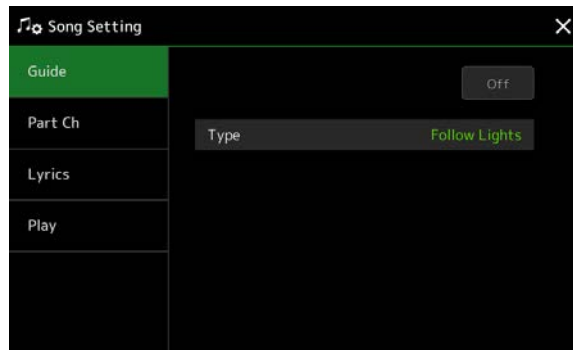 Song Setting
Guide
Off
Part Ch
Type Follow Lights
Lyrics
Play